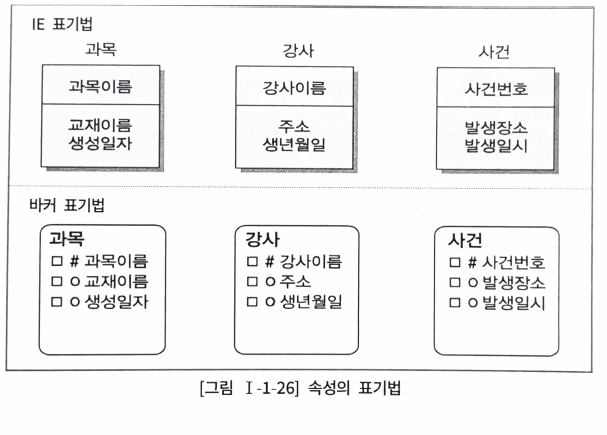 IE 표기법
과목 강사 사건
과목이름 강사이름 사건번호
교재이름 주소 발생장소
생성일자 생년월일 발생일시
바커 표기법
과목 강사 사건
□ # 과목이름 □ # 강사이름 □ # 사건번호
□ o 교재이름 □ o 주소 □ o 발생장소
□ o 생성일자 □ o 생년월일 □ o 발생일시
[그림 Ⅰ-1-26] 속성의 표기법